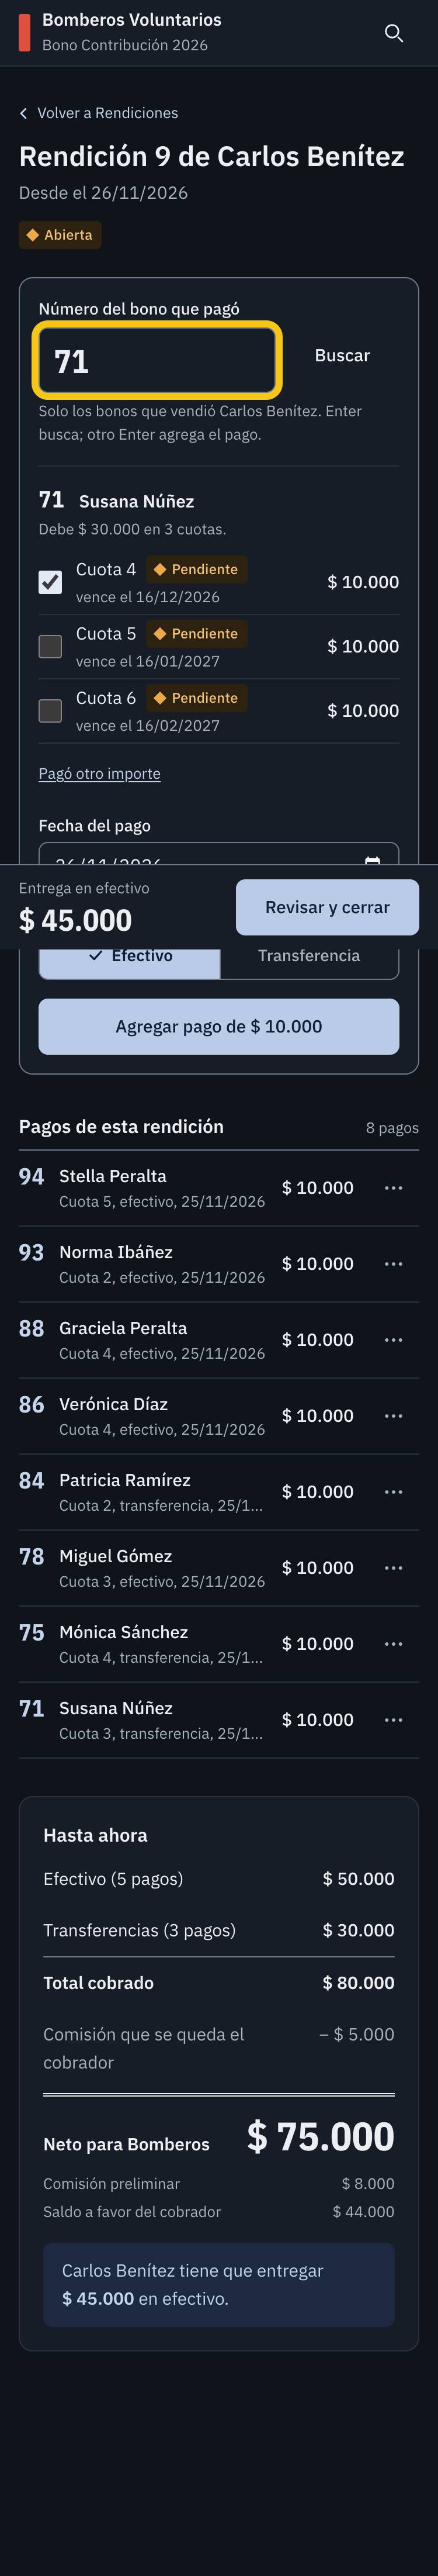 Bomberos Voluntarios
Bono Contribución 2026
Volver a Rendiciones
Rendición 9 de Carlos Benítez
Desde el 26/11/2026
Abierta
Número del bono que pagó
71
Buscar
Solo los bonos que vendió Carlos Benítez. Enter
busca; otro Enter agrega el pago.
71 Susana Núñez
Debe $ 30.000 en 3 cuotas.
Cuota 4 Pendiente
vence el 16/12/2026
$ 10.000
Cuota 5 Pendiente
vence el 16/01/2027
$ 10.000
Cuota 6 Pendiente
vence el 16/02/2027
$ 10.000
Pagó otro importe
Fecha del pago
26/11/2026
Entrega en efectivo
$ 45.000
Revisar y cerrar
Efectivo
Transferencia
Agregar pago de $ 10.000
Pagos de esta rendición
8 pagos
94 Stella Peralta
Cuota 5, efectivo, 25/11/2026
$ 10.000
93 Norma Ibáñez
Cuota 2, efectivo, 25/11/2026
$ 10.000
88 Graciela Peralta
Cuota 4, efectivo, 25/11/2026
$ 10.000
86 Verónica Díaz
Cuota 4, efectivo, 25/11/2026
$ 10.000
84 Patricia Ramírez
Cuota 2, transferencia, 25/1...
$ 10.000
78 Miguel Gómez
Cuota 3, efectivo, 25/11/2026
$ 10.000
75 Mónica Sánchez
Cuota 4, transferencia, 25/1...
$ 10.000
71 Susana Núñez
Cuota 3, transferencia, 25/1...
$ 10.000
Hasta ahora
Efectivo (5 pagos) $ 50.000
Transferencias (3 pagos) $ 30.000
Total cobrado $ 80.000
Comisión que se queda el
cobrador
– $ 5.000
Neto para Bomberos $ 75.000
Comisión preliminar $ 8.000
Saldo a favor del cobrador $ 44.000
Carlos Benítez tiene que entregar
$ 45.000 en efectivo.